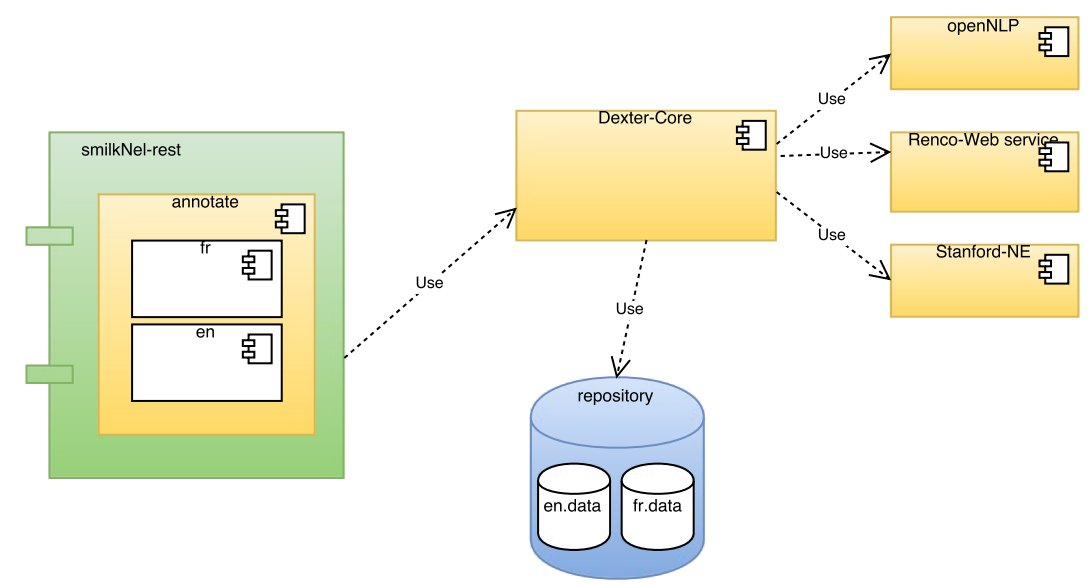 smilkNel-rest
annotate
fr
en
Use
Dexter-Core
Use
Use
Use
openNLP
Renco-Web service
Stanford-NE
Use
repository
en.data
fr.data